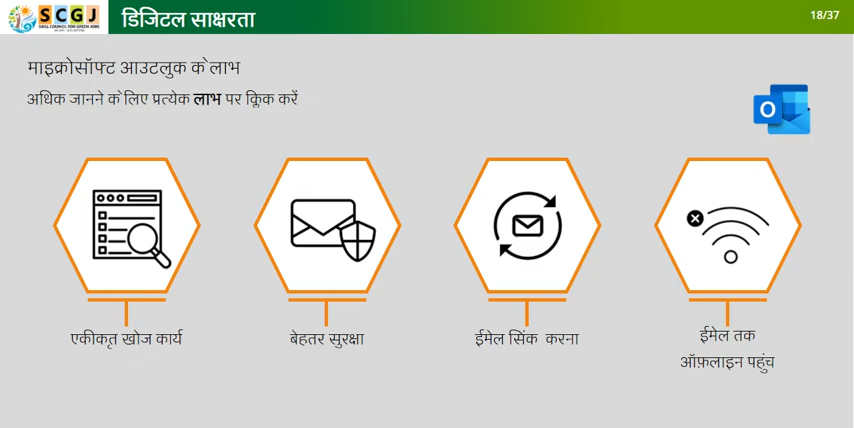 SCGJ
SKILL COUNCIL FOR GREEN JOBS
डिजिटल साक्षरता
18/37
माइक्रोसॉफ्ट आउटलुक के लाभ
अधिक जानने के लिए प्रत्येक लाभ पर क्लिक करें
O
एकीकृत खोज कार्य
बेहतर सुरक्षा
ईमेल सिंक करना
ईमेल तक
ऑफ़लाइन पहुंच